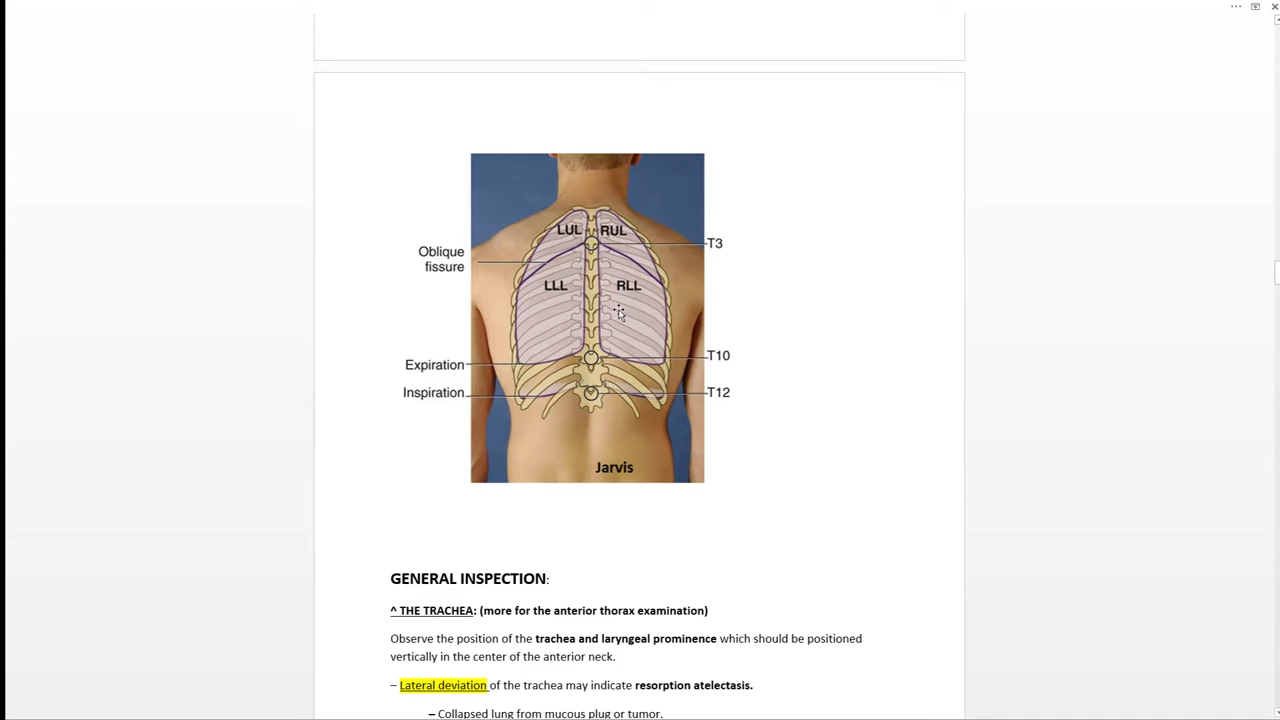 LUL RUL
T3
Oblique
fissure
LLL RLL
T10
Expiration
Inspiration
T12
Jarvis
GENERAL INSPECTION:
^ THE TRACHEA: (more for the anterior thorax examination)
Observe the position of the trachea and laryngeal prominence which should be positioned
vertically in the center of the anterior neck.
– Lateral deviation of the trachea may indicate resorption atelectasis.
– Collapsed lung from mucous plug or tumor.